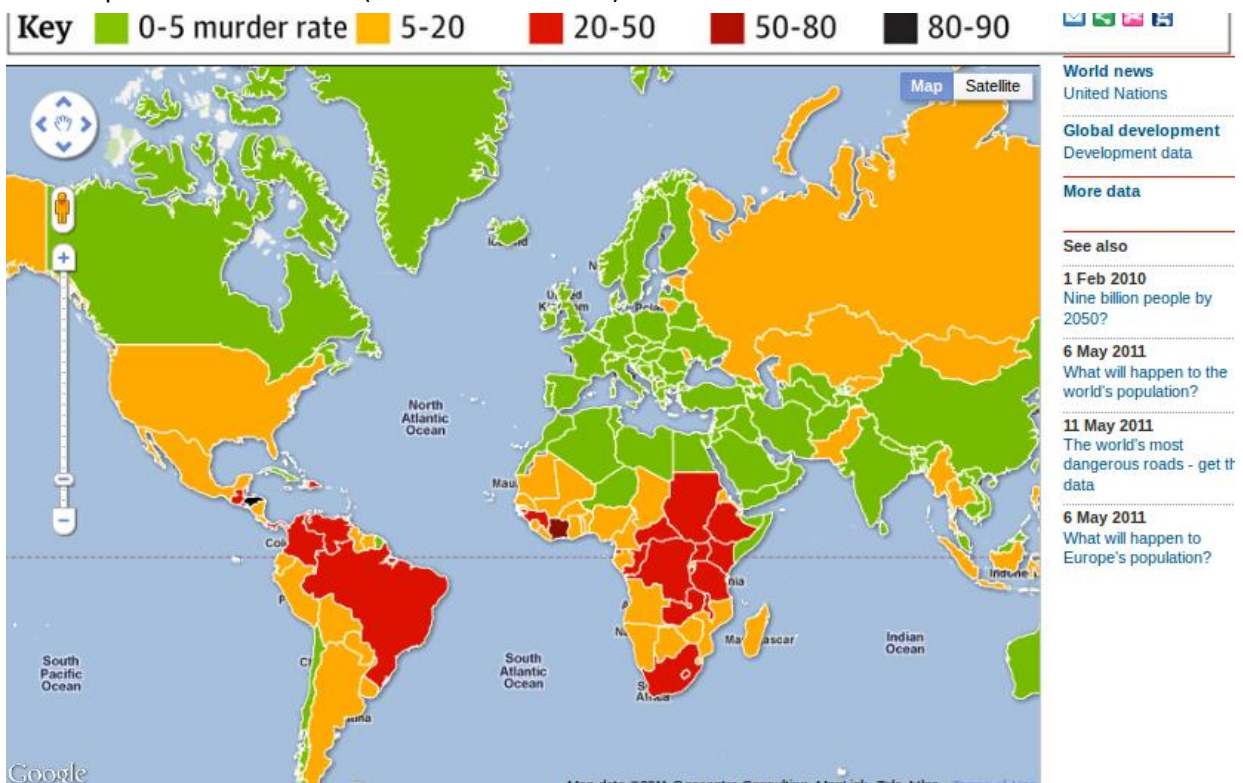 Key 0-5 murder rate 5-20 20-50 50-80 80-90
Map Satellite
World news
United Nations
Global development
Development data
More data
See also
1 Feb 2010
Nine billion people by
2050?
6 May 2011
What will happen to the
world's population?
11 May 2011
The world's most
dangerous roads - get th
data
6 May 2011
What will happen to
Europe's population?
North
Atlantic
Ocean
Indian
Ocean
South
Pacific
Ocean
South
Atlantic
Ocean
Google